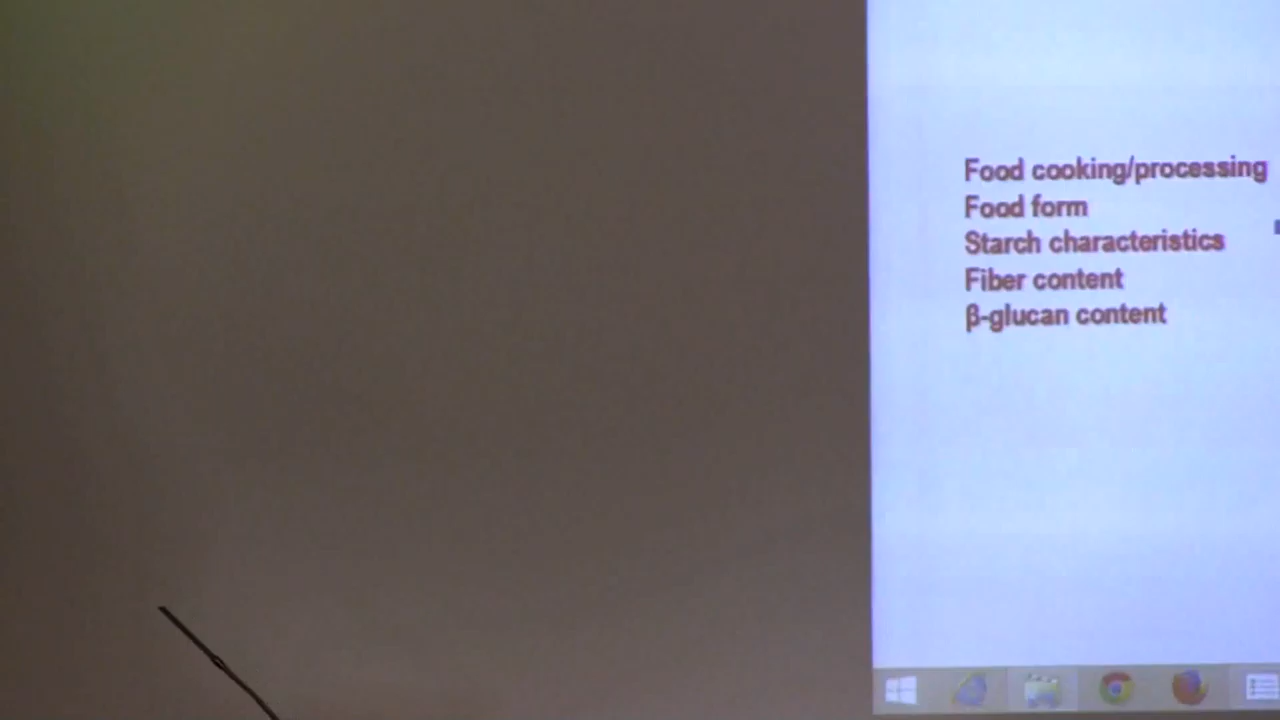 Food cooking/processing
Food form
Starch characteristics
Fiber content
β-glucan content